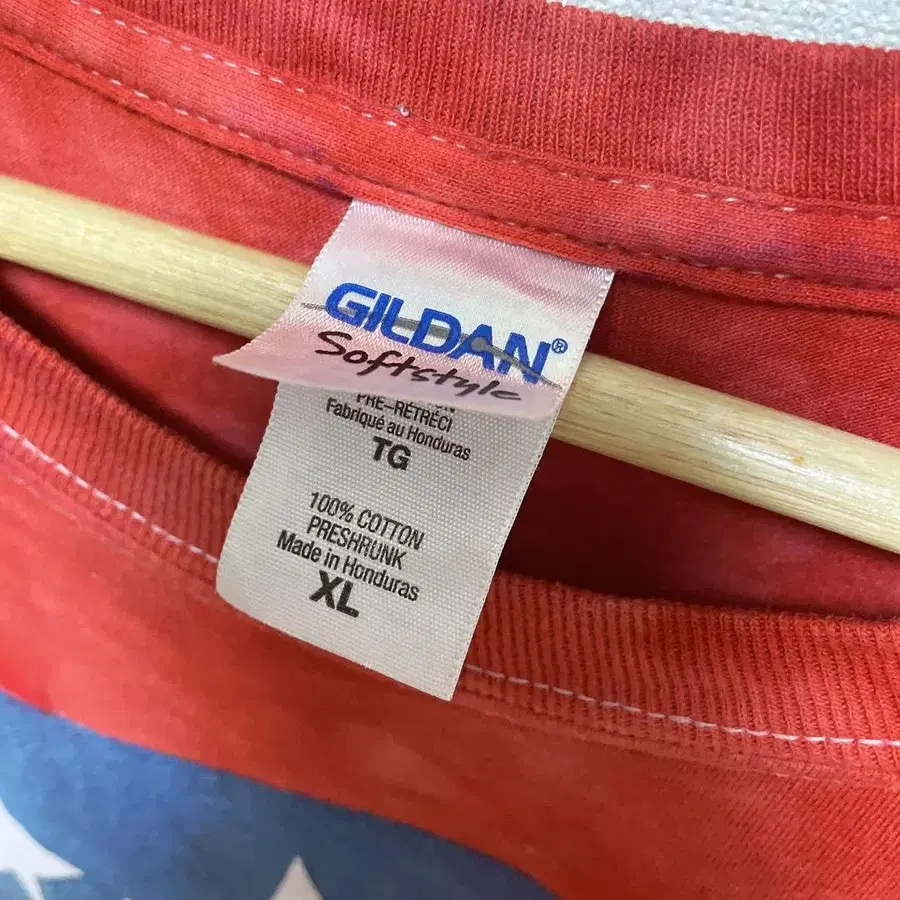 GILDAN®
Softstyle
PRE-RÉTRÉCI
Fabriqué au Honduras
TG
100% COTTON
PRESHRUNK
Made in Honduras
XL